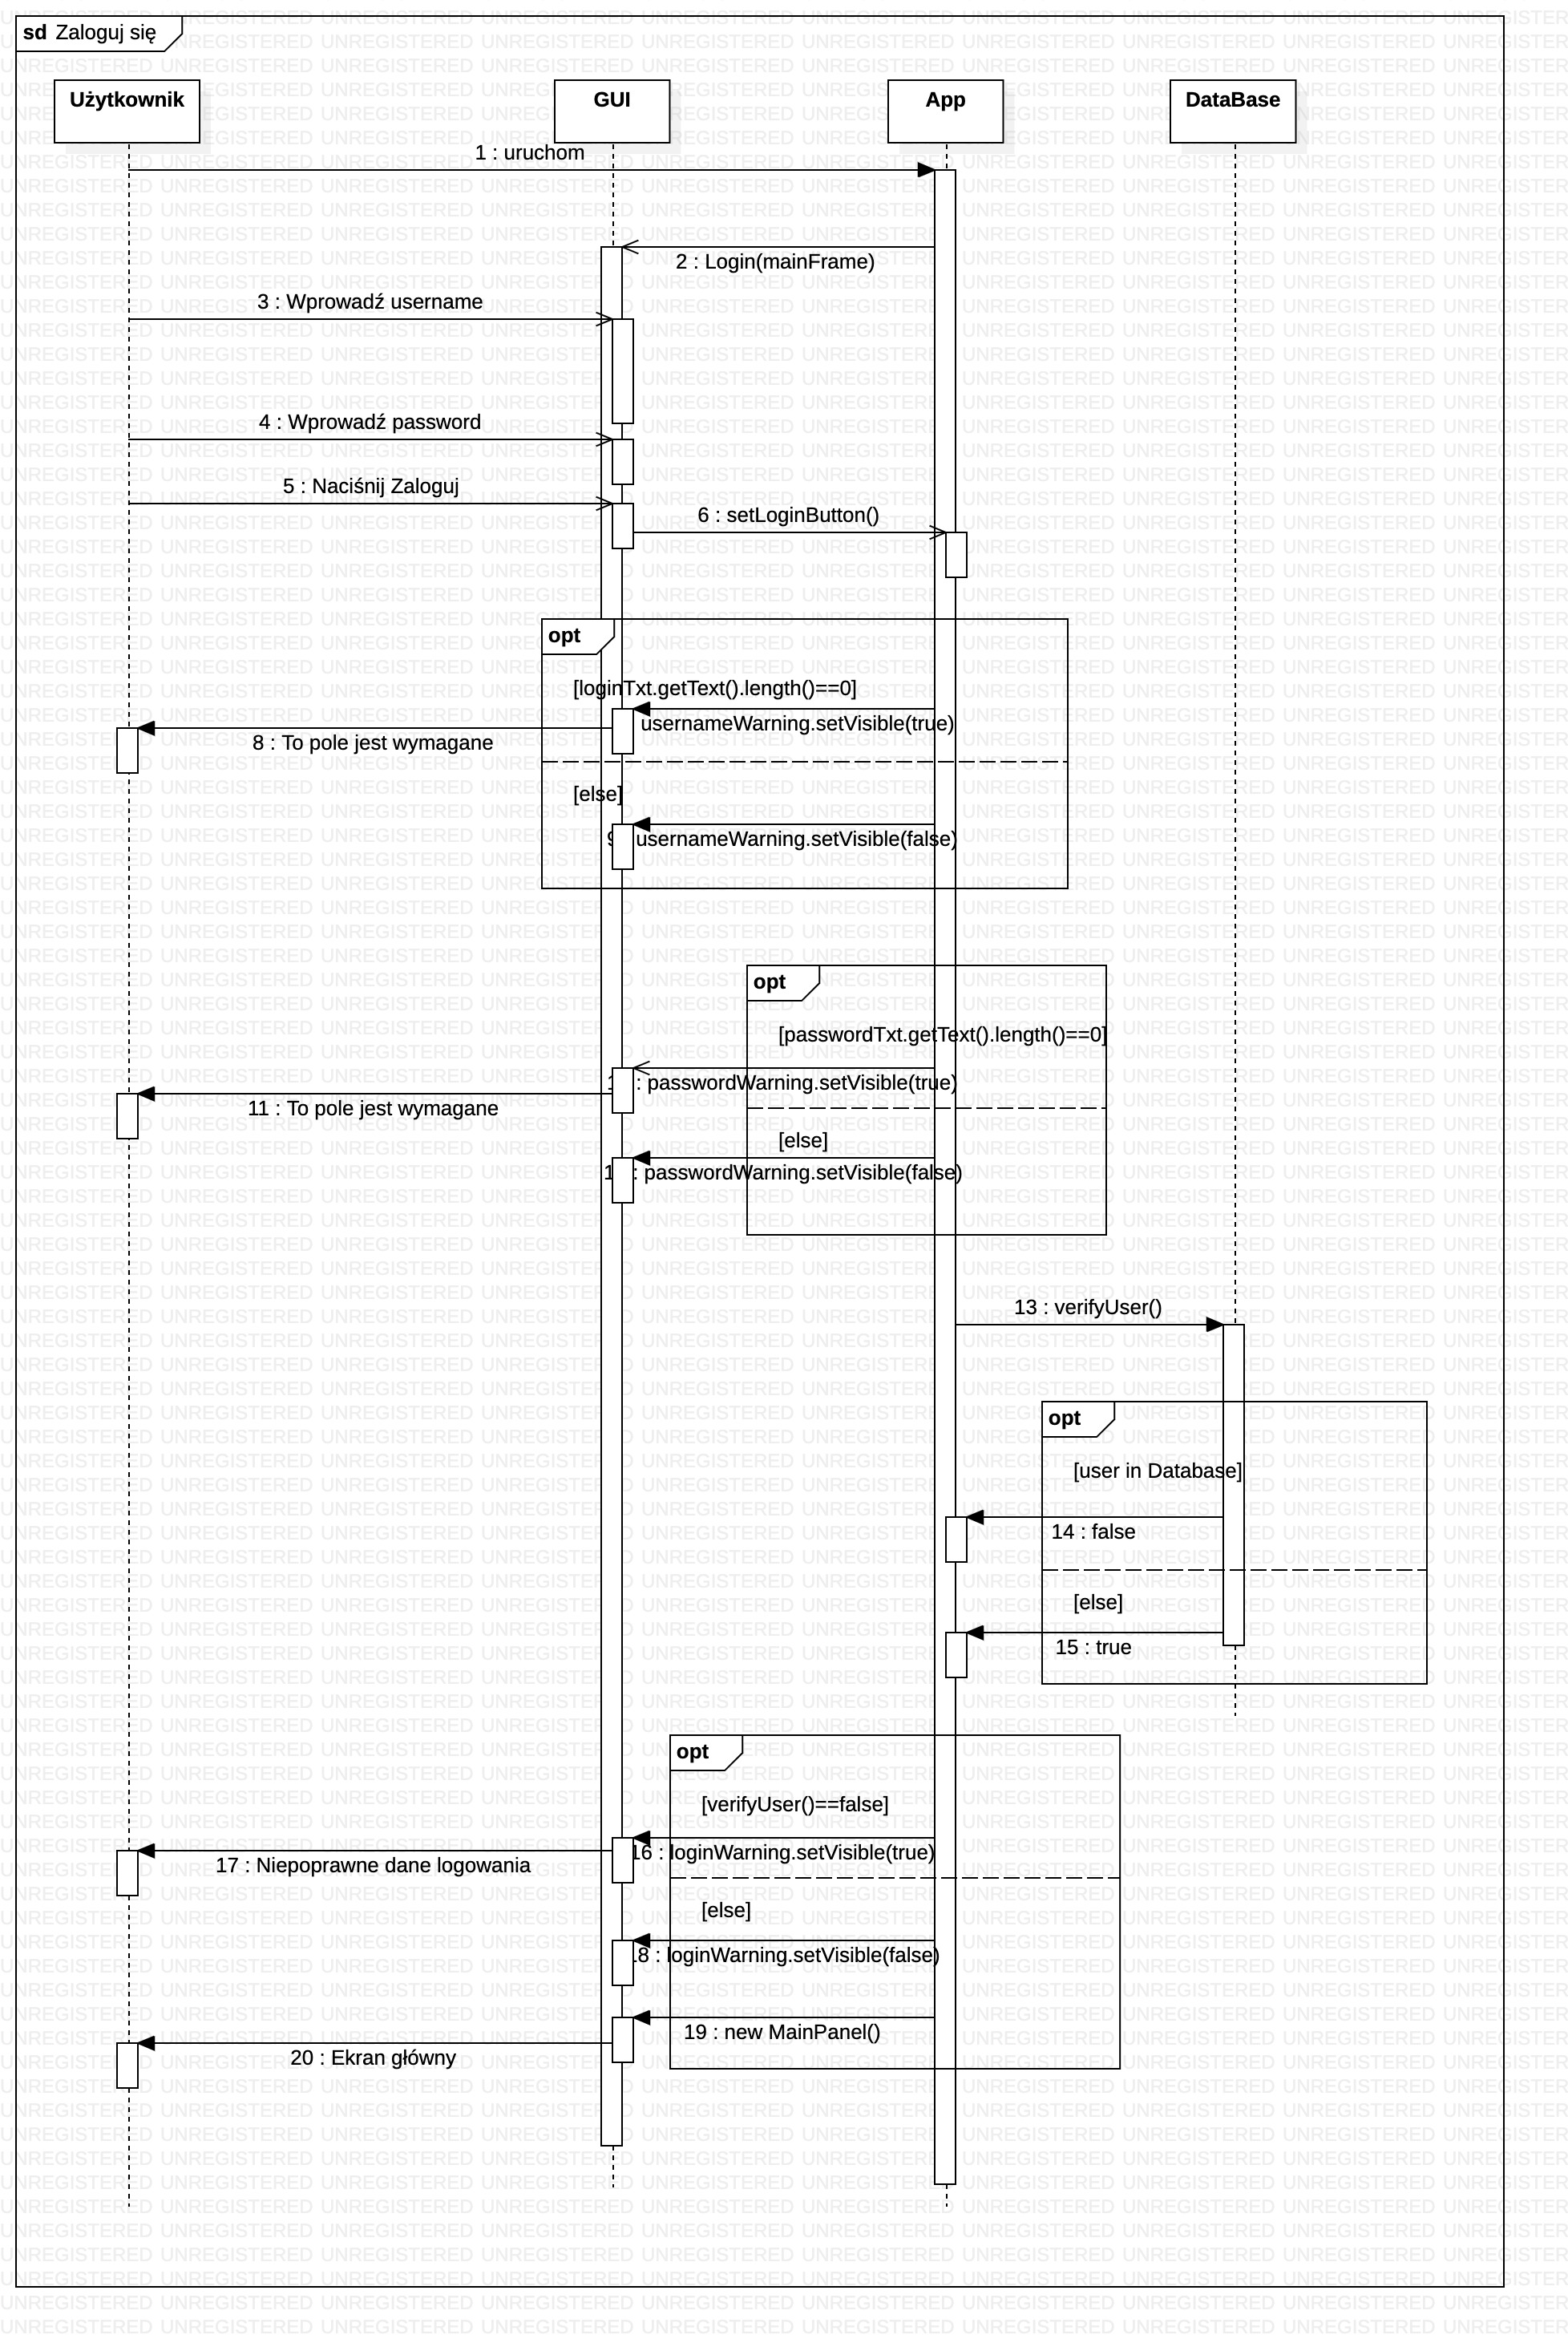 sd Zaloguj się
Użytkownik
GUI
App
DataBase
1 : uruchom
2 : Login(mainFrame)
3 : Wprowadź username
4 : Wprowadź password
5 : Naciśnij Zaloguj
6 : setLoginButton()
opt
[loginTxt.getText().length()==0]
usernameWarning.setVisible(true)
8 : To pole jest wymagane
[else]
usernameWarning.setVisible(false)
opt
[passwordTxt.getText().length()==0]
: passwordWarning.setVisible(true)
11 : To pole jest wymagane
[else]
: passwordWarning.setVisible(false)
13 : verifyUser()
opt
[user in Database]
14 : false
[else]
15 : true
opt
[verifyUser()==false]
16 : loginWarning.setVisible(true)
17 : Niepoprawne dane logowania
[else]
18 : loginWarning.setVisible(false)
19 : new MainPanel()
20 : Ekran główny
UNREGISTERED